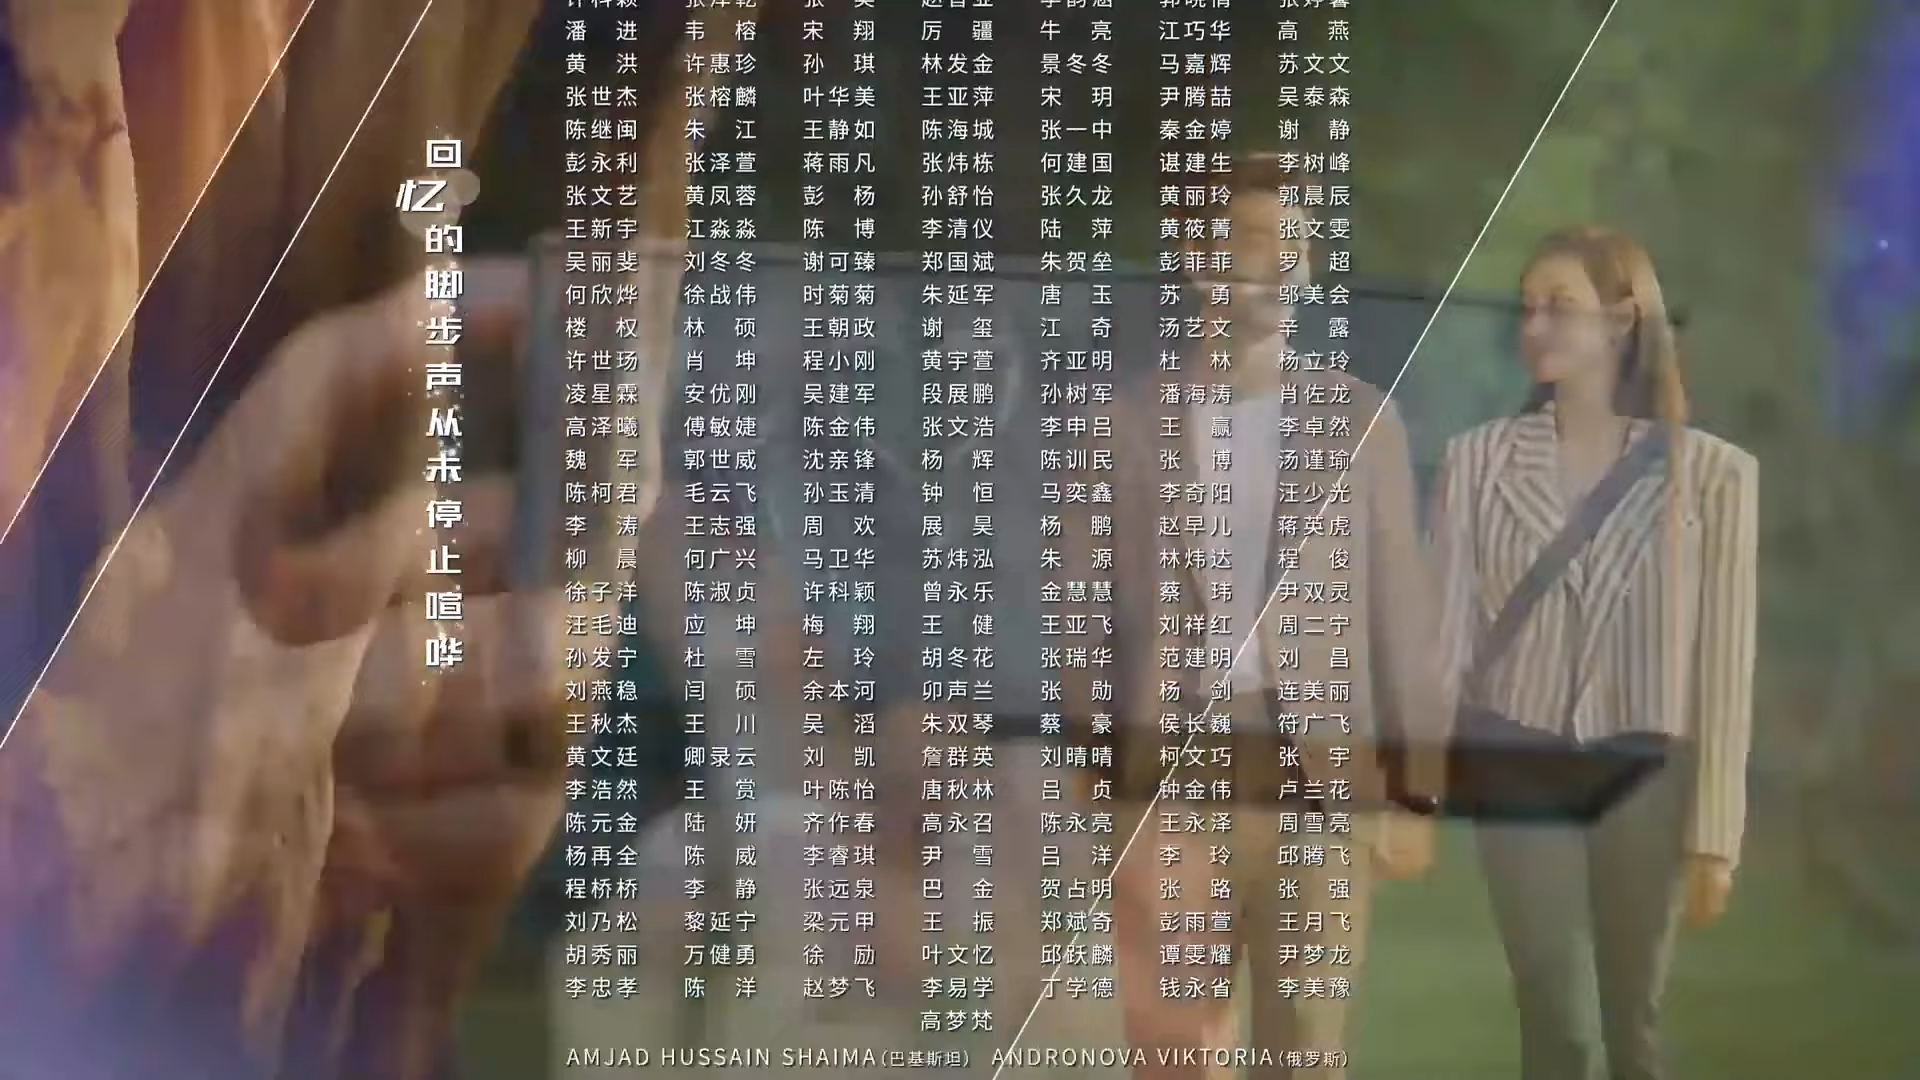 回忆的脚步声从未停止喧哗
潘进 韦榕 宋翔 厉疆 牛亮 江巧华 高燕
黄洪 许惠珍 孙琪 林发金 景冬冬 马嘉辉 苏文文
张世杰 张榕麟 叶华美 王亚萍 宋玥 尹腾喆 吴泰森
陈继闽 朱江 王静如 陈海城 张一中 秦金婷 谢静
彭永利 张泽萱 蒋雨凡 张炜栋 何建国 谌建生 李树峰
张文艺 黄凤蓉 彭杨 孙舒怡 张久龙 黄丽玲 郭晨辰
王新宇 江淼淼 陈博 李清仪 陆萍 黄筱菁 张文雯
吴丽斐 刘冬冬 谢可臻 郑国斌 朱贺垒 彭菲菲 罗超
何欣烨 徐战伟 时菊菊 朱延军 唐玉 苏勇 邬美会
楼权 林硕 王朝政 谢玺 江奇 汤艺文 辛露
许世玚 肖坤 程小刚 黄宇萱 齐亚明 杜林 杨立玲
凌星霖 安优刚 吴建军 段展鹏 孙树军 潘海涛 肖佐龙
高泽曦 傅敏婕 陈金伟 张文浩 李申吕 王赢 李卓然
魏军 郭世威 沈亲锋 杨辉 陈训民 张博 汤谨瑜
陈柯君 毛云飞 孙玉清 钟恒 马奕鑫 李奇阳 汪少光
李涛 王志强 周欢 展昊 杨鹏 赵早儿 蒋英虎
柳晨 何广兴 马卫华 苏炜泓 朱源 林炜达 程俊
徐子洋 陈淑贞 许科颖 曾永乐 金慧慧 蔡玮 尹双灵
汪毛迪 应坤 梅翔 王健 王亚飞 刘祥红 周二宁
孙发宁 杜雪 左玲 胡冬花 张瑞华 范建明 刘昌
刘燕稳 闫硕 余本河 卯声兰 张勋 杨剑 连美丽
王秋杰 王川 吴滔 朱双琴 蔡豪 侯长巍 符广飞
黄文廷 卿录云 刘凯 詹群英 刘晴晴 柯文巧 张宇
李浩然 王赏 叶陈怡 唐秋林 吕贞 钟金伟 卢兰花
陈元金 陆妍 齐作春 高永召 陈永亮 王永泽 周雪亮
杨再全 陈威 李睿琪 尹雪 吕洋 李玲 邱腾飞
程桥桥 李静 张远泉 巴金 贺占明 张路 张强
刘乃松 黎延宁 梁元甲 王振 郑斌奇 彭雨萱 王月飞
胡秀丽 万健勇 徐励 叶文忆 邱跃麟 谭雯耀 尹梦龙
李忠孝 陈洋 赵梦飞 李易学 丁学德 钱永省 李美豫
高梦梵
AMJAD HUSSAIN SHAIMA(巴基斯坦) ANDRONOVA VIKTORIA(俄罗斯)